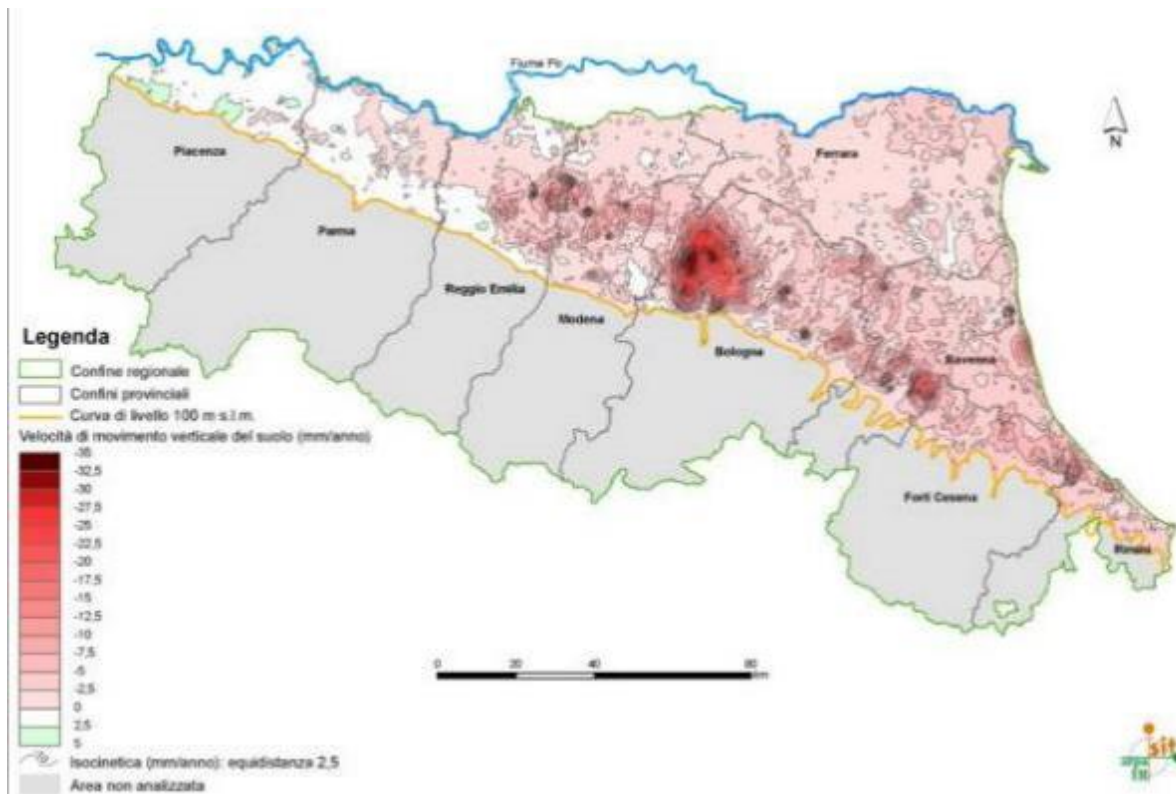 Fiume Po
N
Piacenza
Ferrara
Parma
Reggio Emilia
Modena
Bologna
Ravenna
Forlì Cesena
Rimini
Legenda
Confine regionale
Confini provinciali
Curva di livello 100 m s.l.m.
Velocità di movimento verticale del suolo (mm/anno)
-35
-32,5
-30
-27,5
-25
-22,5
-20
-17,5
-15
-12,5
-10
-7,5
-5
-2,5
0
2,5
5
Isocinetica (mm/anno): equidistanza 2,5
Area non analizzata
0 20 40 80
km